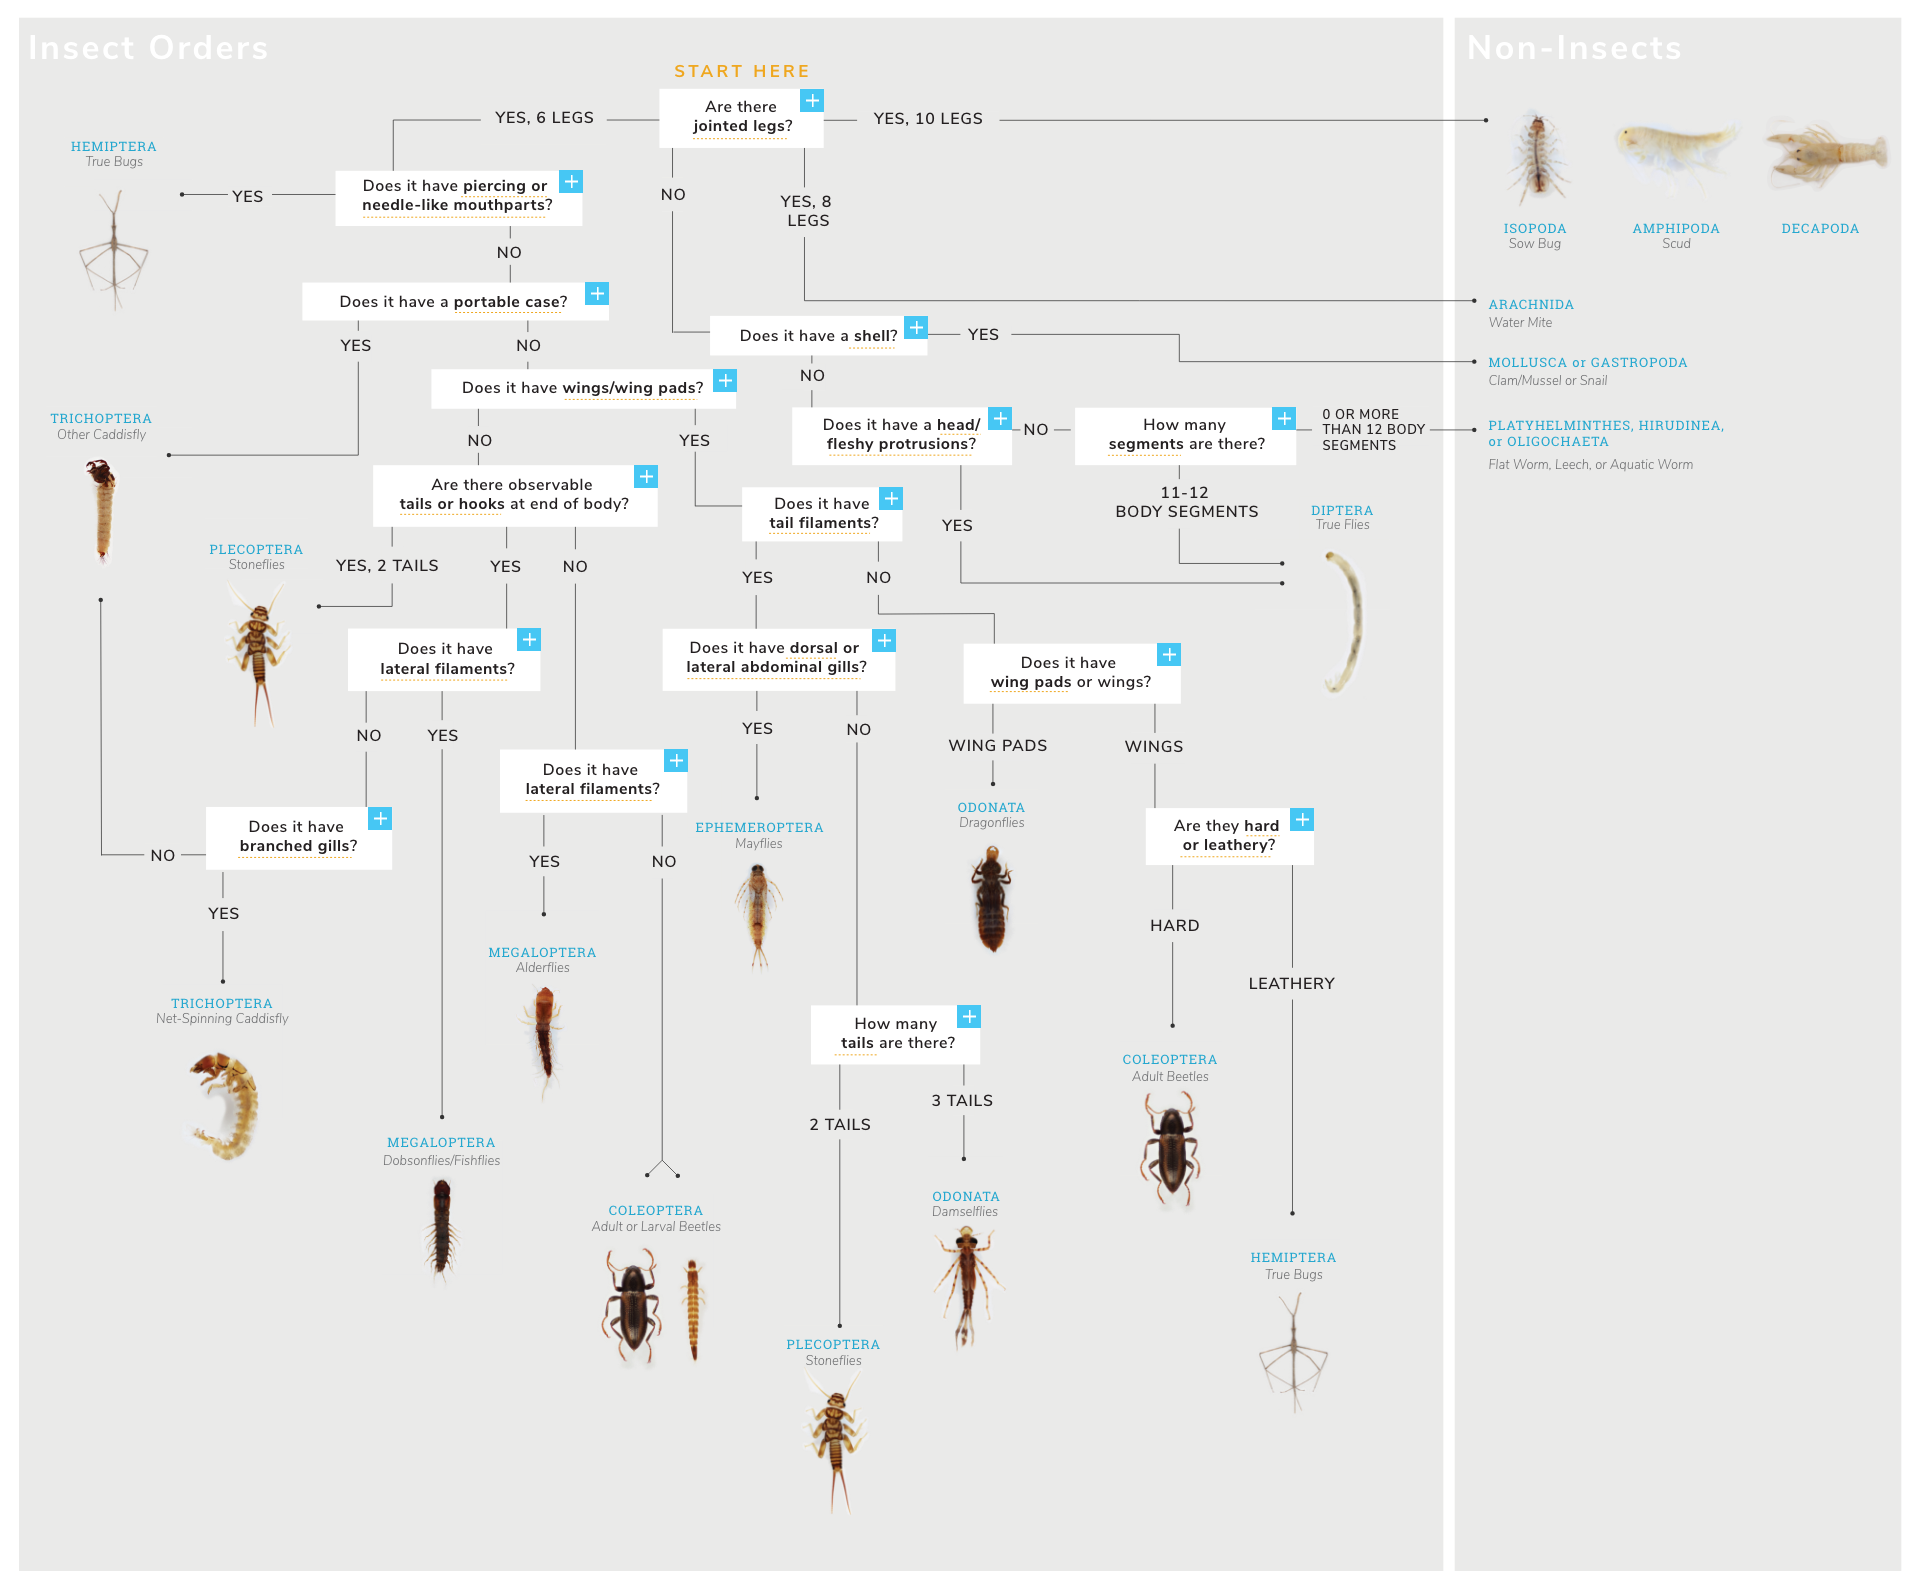 Insect Orders
Non-Insects
START HERE
Are there
jointed legs?
YES, 6 LEGS
YES, 10 LEGS
NO
YES, 8
LEGS
HEMIPTERA
True Bugs
YES
Does it have piercing or
needle-like mouthparts?
NO
ISOPODA
Sow Bug
AMPHIPODA
Scud
DECAPODA
Does it have a portable case?
YES
NO
ARACHNIDA
Water Mite
Does it have a shell?
YES
NO
MOLLUSCA or GASTROPODA
Clam/Mussel or Snail
Does it have wings/wing pads?
NO
YES
TRICHOPTERA
Other Caddisfly
Does it have a head/
fleshy protrusions?
NO
YES
How many
segments are there?
0 OR MORE
THAN 12 BODY
SEGMENTS
PLATYHELMINTHES, HIRUDINEA,
or OLIGOCHAETA
Flat Worm, Leech, or Aquatic Worm
11-12
BODY SEGMENTS
DIPTERA
True Flies
Are there observable
tails or hooks at end of body?
YES, 2 TAILS
YES
NO
Does it have
tail filaments?
YES
NO
PLECOPTERA
Stoneflies
Does it have
lateral filaments?
NO
YES
Does it have dorsal or
lateral abdominal gills?
YES
NO
Does it have
wing pads or wings?
WING PADS
WINGS
Does it have
lateral filaments?
YES
NO
Does it have
branched gills?
NO
YES
EPHEMEROPTERA
Mayflies
ODONATA
Dragonflies
Are they hard
or leathery?
HARD
LEATHERY
MEGALOPTERA
Alderflies
TRICHOPTERA
Net-Spinning Caddisfly
How many
tails are there?
2 TAILS
3 TAILS
COLEOPTERA
Adult Beetles
MEGALOPTERA
Dobsonflies/Fishflies
COLEOPTERA
Adult or Larval Beetles
ODONATA
Damselflies
HEMIPTERA
True Bugs
PLECOPTERA
Stoneflies